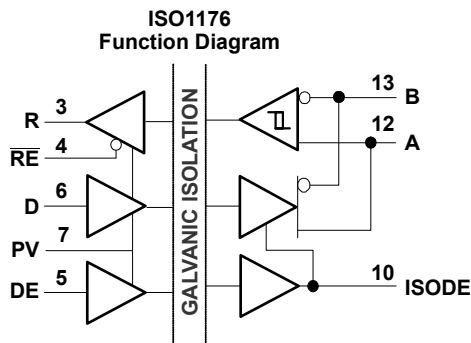 ISO1176
Function Diagram
GALVANIC ISOLATION
R 3
RE 4
D 6
PV 7
DE 5
13 B
12 A
10 ISODE